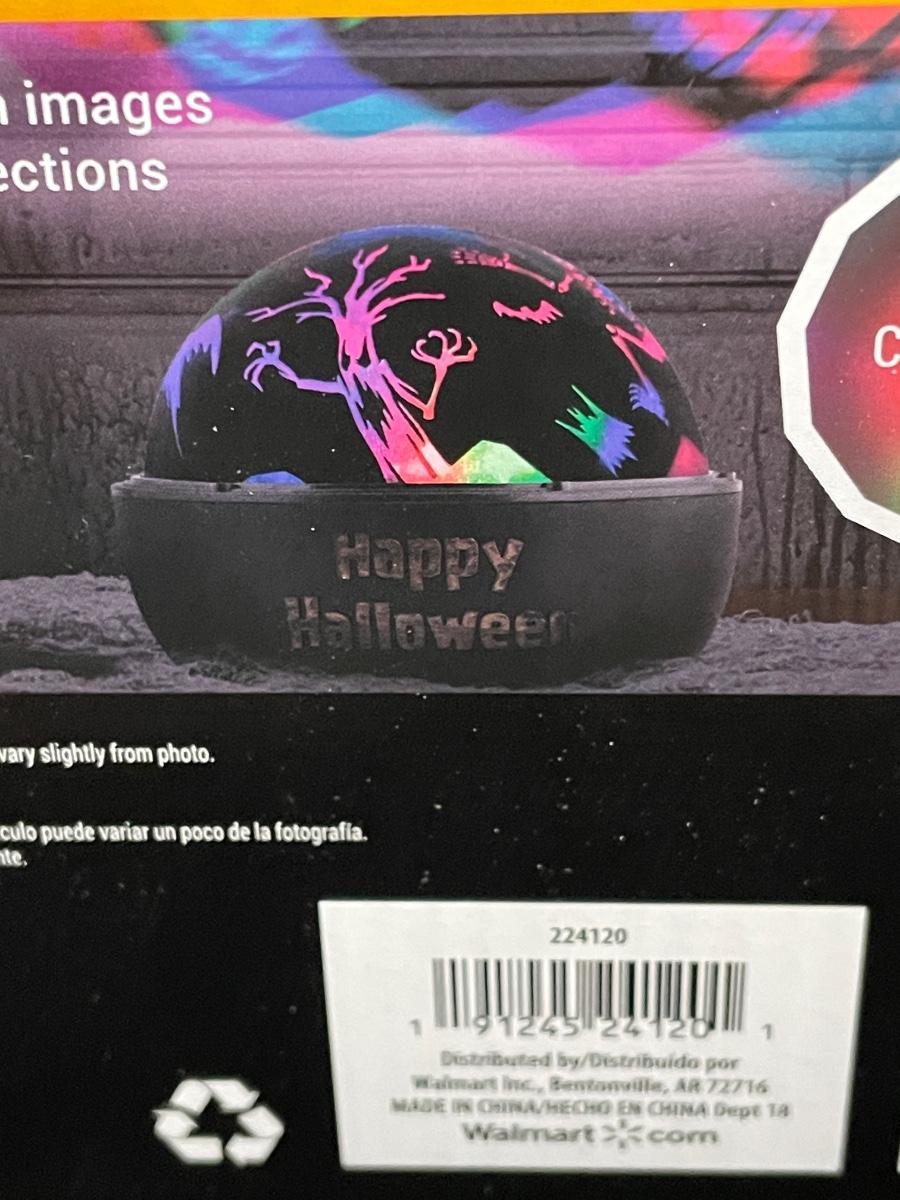 images
ections
C
Happy
Halloween
vary slightly from photo.
culo puede variar un poco de la fotografía.
nte.
224120
1 91245 24120 1
Distributed by/Distribuido por
Walmart Inc., Bentonville, AR 72716
MADE IN CHINA/HECHO EN CHINA Dept 18
Walmart com